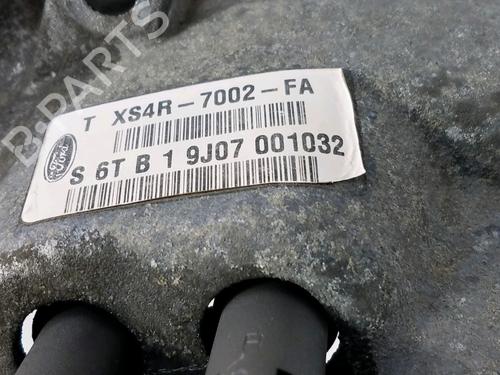 B-PARTS
T XS4R-7002-FA
Ford
S 6T B 1 9J07 001032